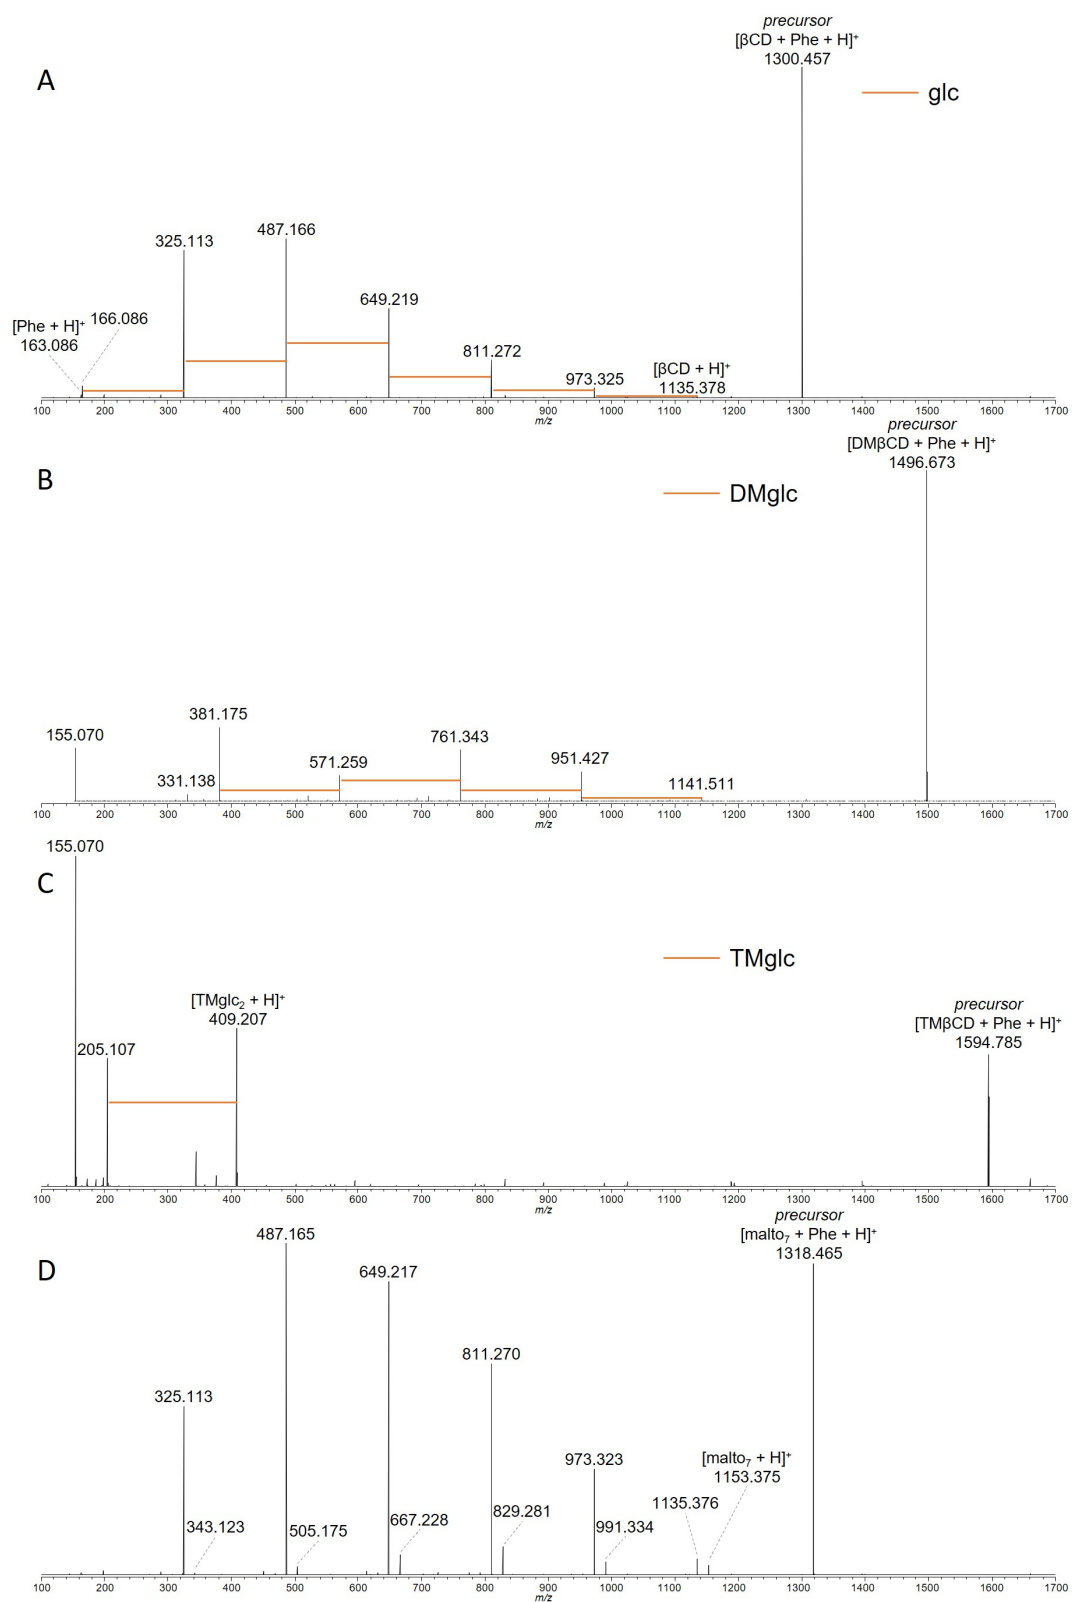 A
precursor
[βCD + Phe + H]⁺
1300.457
glc
487.166
325.113
649.219
166.086
[Phe + H]⁺
163.086
811.272
973.325
[βCD + H]⁺
1135.378
100 200 300 400 500 600 700 800 900 1000 1100 1200 1300 1400 1500 1600 1700
m/z
B
precursor
[DMβCD + Phe + H]⁺
1496.673
DMglc
381.175
155.070
761.343
571.259
951.427
331.138
1141.511
100 200 300 400 500 600 700 800 900 1000 1100 1200 1300 1400 1500 1600 1700
m/z
155.070
C
TMglc
[TMglc₂ + H]⁺
409.207
205.107
precursor
[TMβCD + Phe + H]⁺
1594.785
100 200 300 400 500 600 700 800 900 1000 1100 1200 1300 1400 1500 1600 1700
m/z
D
precursor
[malto₇ + Phe + H]⁺
1318.465
487.165
649.217
811.270
325.113
973.323
[malto₇ + H]⁺
1153.375
1135.376
343.123
505.175
667.228
829.281
991.334
100 200 300 400 500 600 700 800 900 1000 1100 1200 1300 1400 1500 1600 1700
m/z